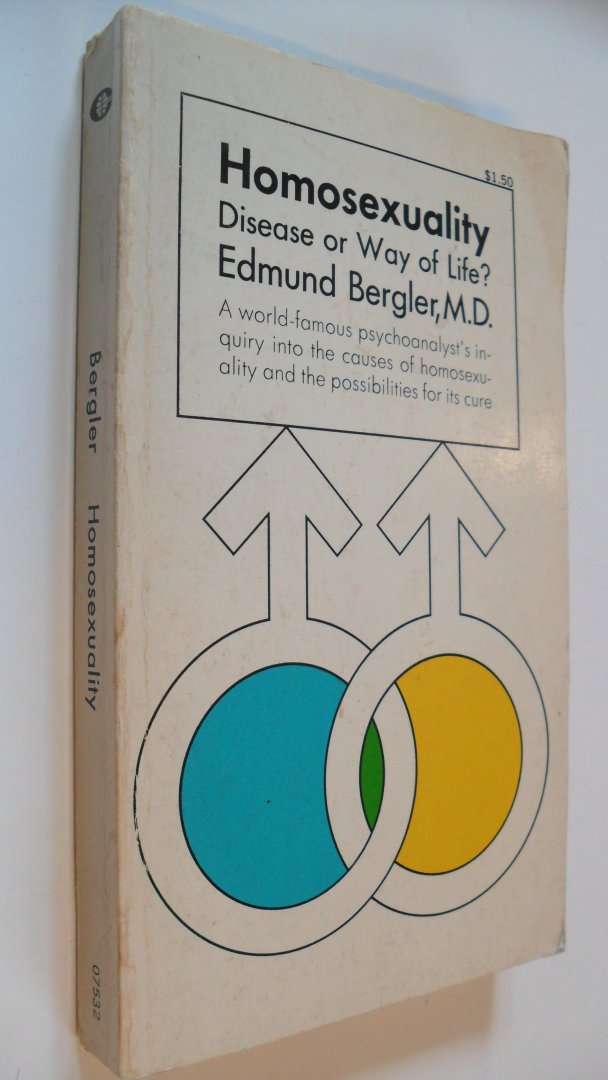 $1.50
Homosexuality
Disease or Way of Life?
Edmund Bergler, M.D.
A world-famous psychoanalyst's in-
quiry into the causes of homosexu-
ality and the possibilities for its cure
Bergler Homosexuality 07532